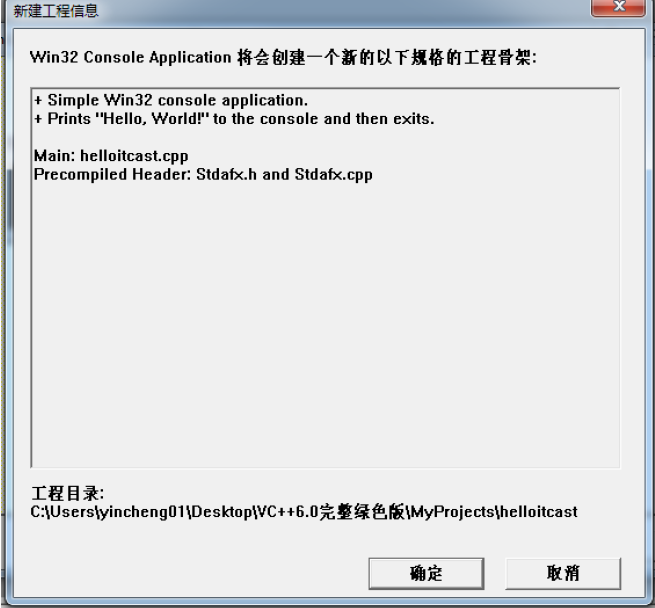 新建工程信息
Win32 Console Application 将会创建一个新的以下规格的工程骨架:
+ Simple Win32 console application.
+ Prints "Hello, World!" to the console and then exits.
Main: helloitcast.cpp
Precompiled Header: Stdafx.h and Stdafx.cpp
工程目录:
C:\Users\yincheng01\Desktop\VC++6.0完整绿色版\MyProjects\helloitcast
确定 取消